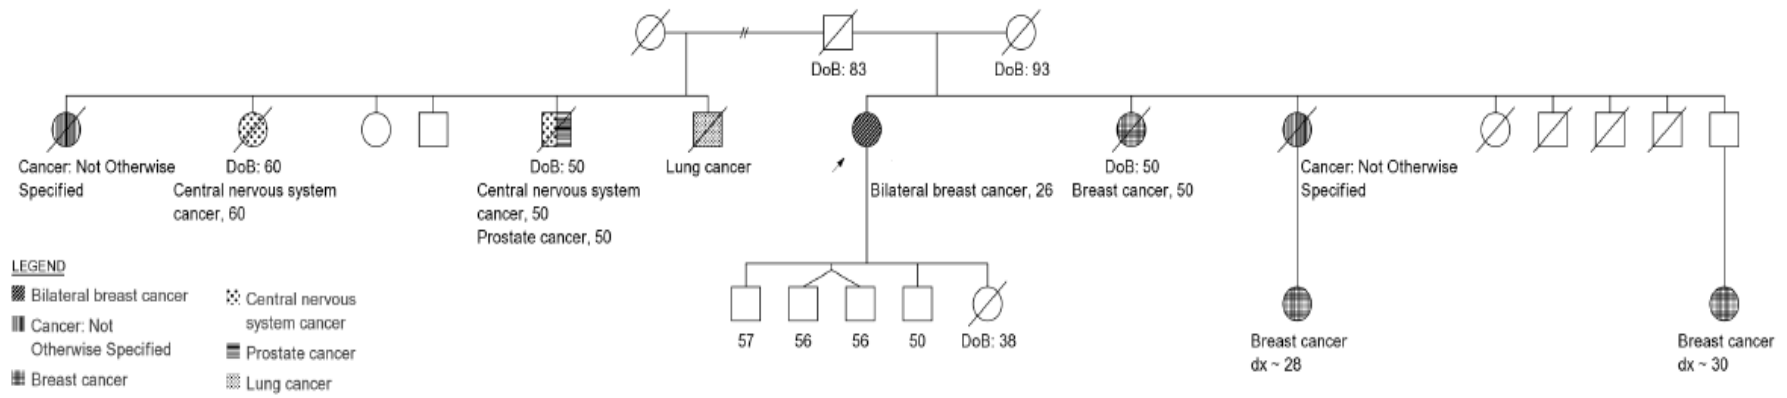 DoB: 83
DoB: 93
Cancer: Not Otherwise
Specified
DoB: 60
Central nervous system
cancer, 60
DoB: 50
Central nervous system
cancer, 50
Prostate cancer, 50
Lung cancer
Bilateral breast cancer, 26
DoB: 50
Breast cancer, 50
Cancer: Not Otherwise
Specified
57
56
56
50
DoB: 38
Breast cancer
dx ~ 28
Breast cancer
dx ~ 30
LEGEND
Bilateral breast cancer
Cancer: Not
Otherwise Specified
Breast cancer
Central nervous
system cancer
Prostate cancer
Lung cancer